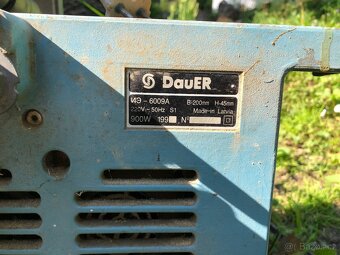 DauER
ИЭ-6009А B-200mm H-45mm
220V~50Hz S1 Made in Latvia
900W 199 N°